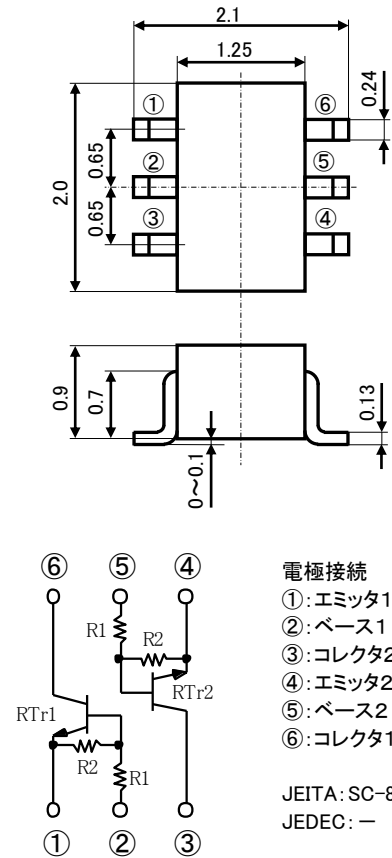 2.1
1.25
① ⑥
0.24
0.65
② ⑤
2.0
0.65
③ ④
0.9
0.7
0.13
0~0.1
⑥ ⑤ ④
R1
R2
RTr2
RTr1
R2
R1
① ② ③
電極接続
①:エミッタ1
②:ベース1
③:コレクタ2
④:エミッタ2
⑤:ベース2
⑥:コレクタ1
JEITA:SC-8
JEDEC:-